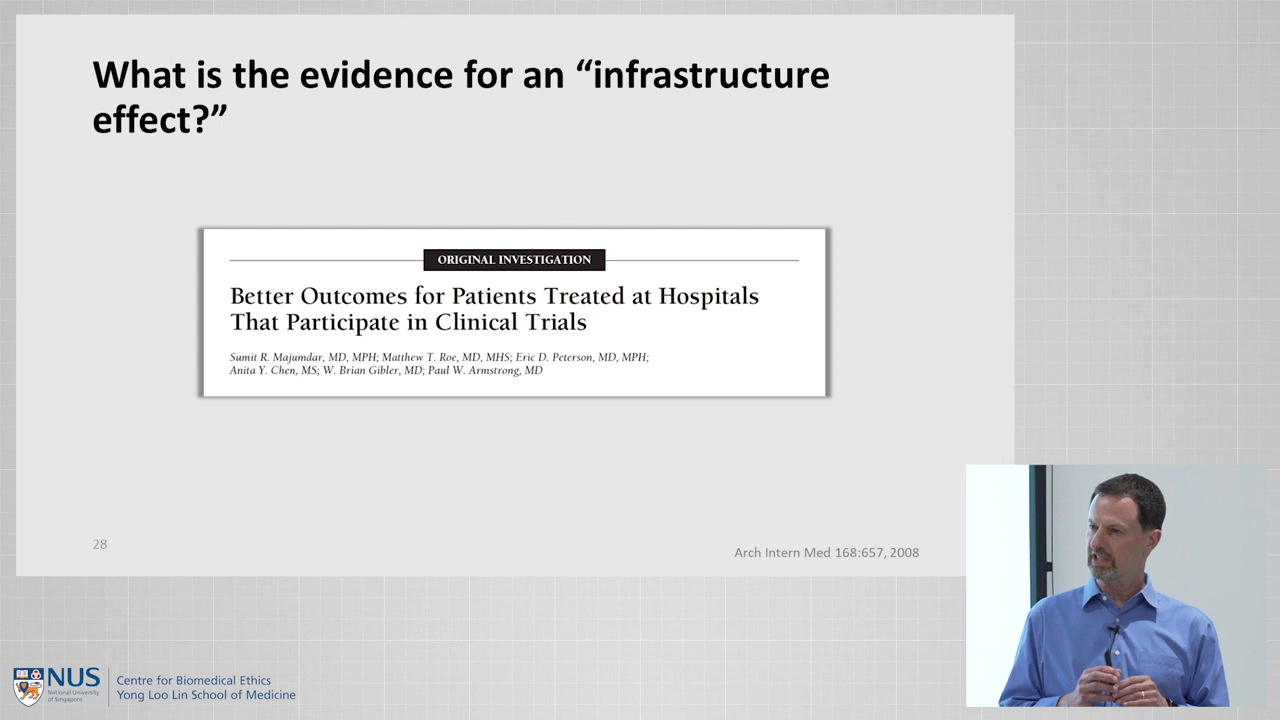 What is the evidence for an “infrastructure
effect?”
ORIGINAL INVESTIGATION
Better Outcomes for Patients Treated at Hospitals
That Participate in Clinical Trials
Sumit R. Majumdar, MD, MPH; Matthew T. Roe, MD, MHS; Eric D. Peterson, MD, MPH;
Anita Y. Chen, MS; W. Brian Gibler, MD; Paul W. Armstrong, MD
28
Arch Intern Med 168:657, 2008
NUS
National University
of Singapore
Centre for Biomedical Ethics
Yong Loo Lin School of Medicine